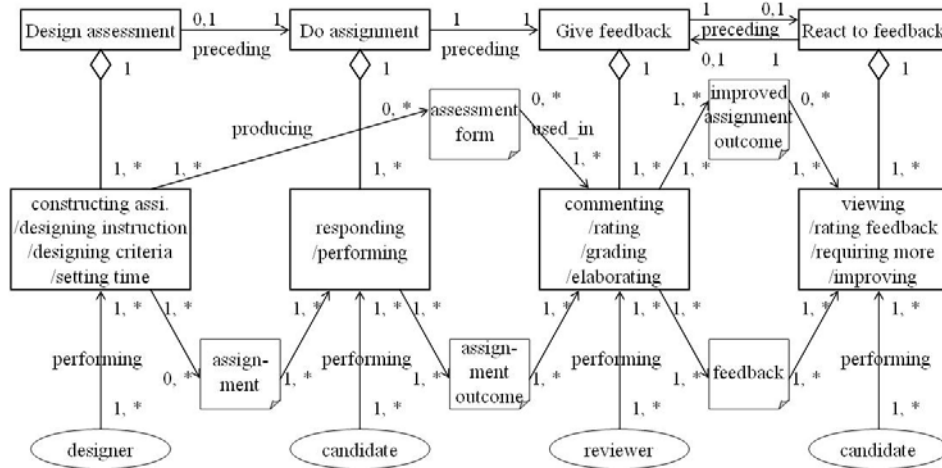 Design assessment
0,1
1
preceding
Do assignment
1
1
preceding
Give feedback
1
0,1
preceding
0,1
1
React to feedback
1
1
1
1
producing
0, *
assessment
form
0, *
used_in
1, *
1, *
improved
assignment
outcome
0, *
1, *
1, *
1, *
1, *
1, *
1, *
1, *
1, *
constructing assi.
/designing instruction
/designing criteria
/setting time
responding
/performing
commenting
/rating
/grading
/elaborating
viewing
/rating feedback
/requiring more
/improving
1, *
1, *
1, *
1, *
1, *
1, *
1, *
1, *
1, *
1, *
performing
0, *
assign-
ment
1, *
performing
1, *
assign-
ment
outcome
1, *
performing
1, *
feedback
1, *
performing
1, *
1, *
1, *
1, *
designer
candidate
reviewer
candidate